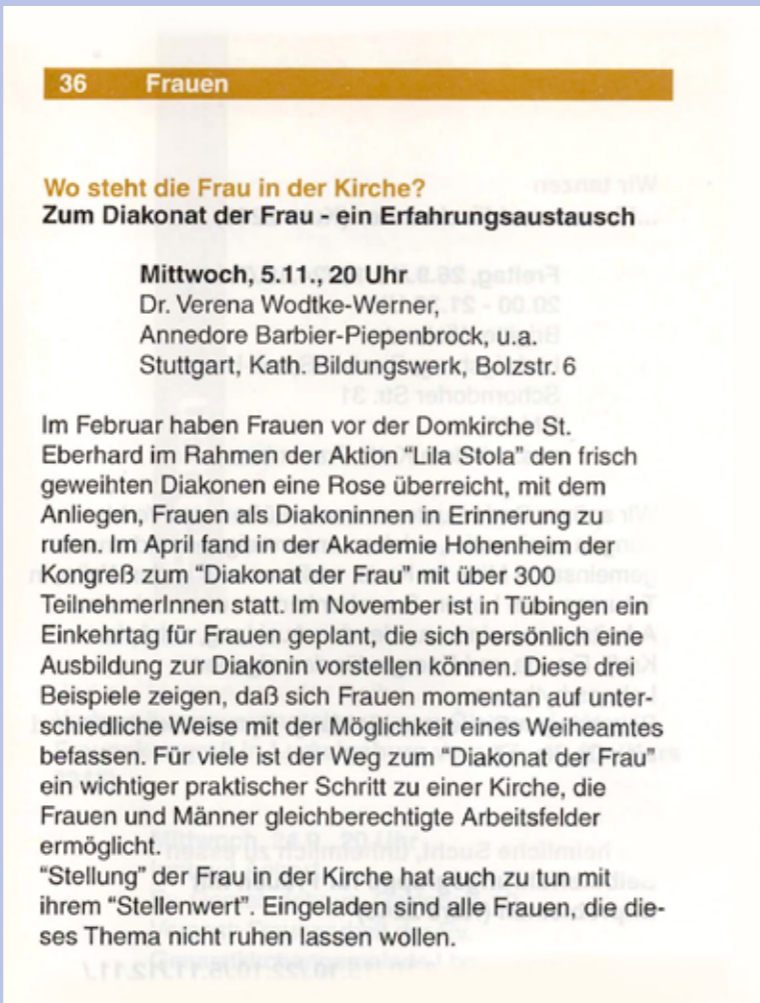 36 Frauen
Wo steht die Frau in der Kirche?
Zum Diakonat der Frau - ein Erfahrungsaustausch
Mittwoch, 5.11., 20 Uhr
Dr. Verena Wodtke-Werner,
Annedore Barbier-Piepenbrock, u.a.
Stuttgart, Kath. Bildungswerk, Bolzstr. 6
Im Februar haben Frauen vor der Domkirche St.
Eberhard im Rahmen der Aktion “Lila Stola” den frisch
geweihten Diakonen eine Rose überreicht, mit dem
Anliegen, Frauen als Diakoninnen in Erinnerung zu
rufen. Im April fand in der Akademie Hohenheim der
Kongreß zum “Diakonat der Frau” mit über 300
TeilnehmerInnen statt. Im November ist in Tübingen ein
Einkehrtag für Frauen geplant, die sich persönlich eine
Ausbildung zur Diakonin vorstellen können. Diese drei
Beispiele zeigen, daß sich Frauen momentan auf unter-
schiedliche Weise mit der Möglichkeit eines Weiheamtes
befassen. Für viele ist der Weg zum “Diakonat der Frau”
ein wichtiger praktischer Schritt zu einer Kirche, die
Frauen und Männer gleichberechtigte Arbeitsfelder
ermöglicht.
“Stellung” der Frau in der Kirche hat auch zu tun mit
ihrem “Stellenwert”. Eingeladen sind alle Frauen, die die-
ses Thema nicht ruhen lassen wollen.